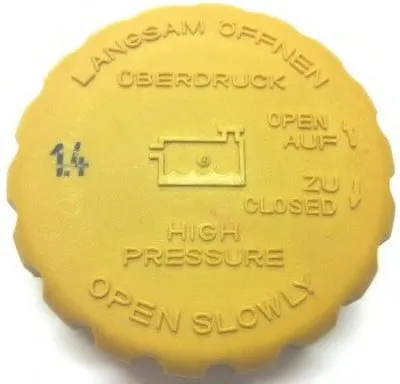 LANGSAM ÖFFNEN
ÜBERDRUCK
OPEN
AUF
1.4
ZU
CLOSED
HIGH
PRESSURE
OPEN SLOWLY